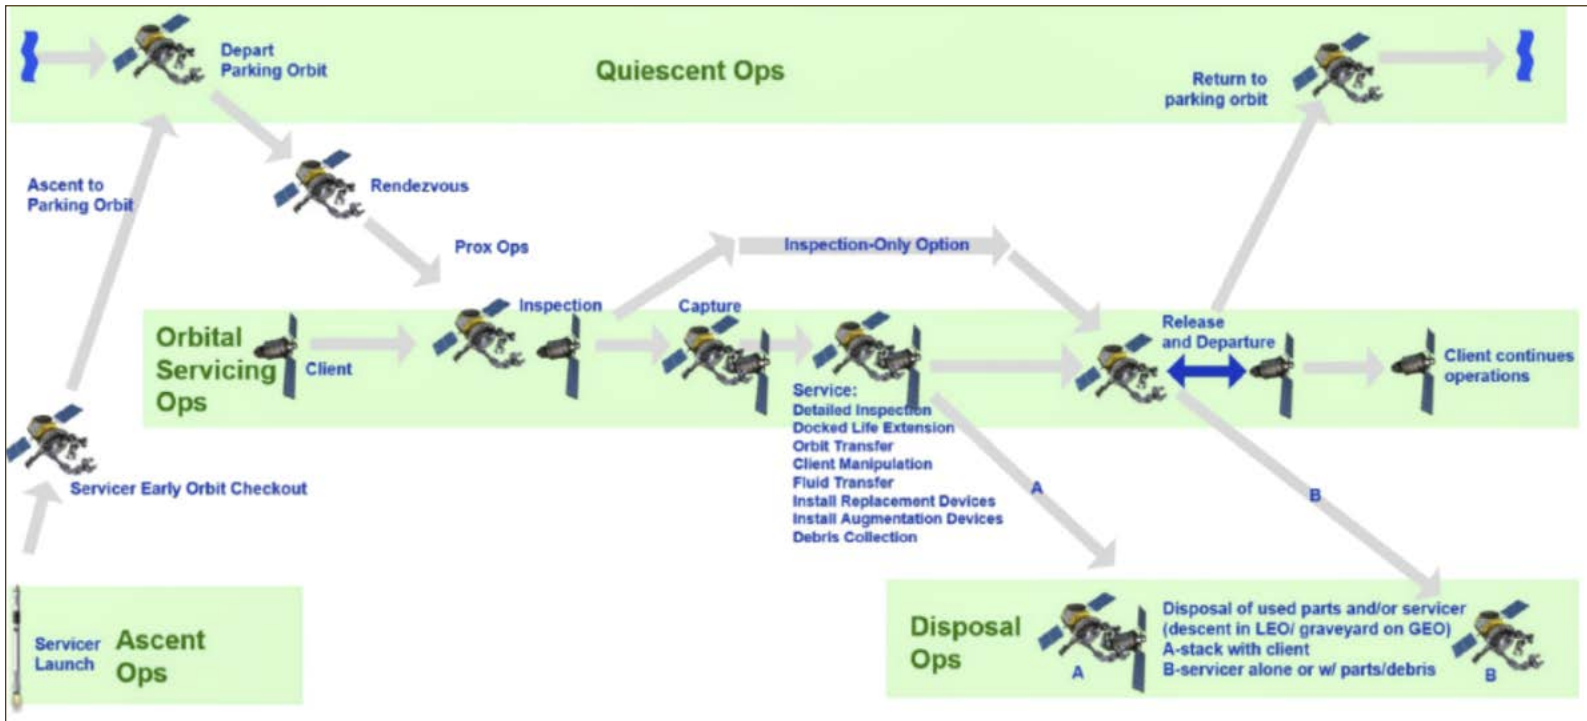 Depart
Parking Orbit
Quiescent Ops
Return to
parking orbit
Ascent to
Parking Orbit
Rendezvous
Prox Ops
Inspection-Only Option
Orbital
Servicing
Ops
Client
Inspection
Capture
Release
and Departure
Client continues
operations
Service:
Detailed Inspection
Docked Life Extension
Orbit Transfer
Client Manipulation
Fluid Transfer
Install Replacement Devices
Install Augmentation Devices
Debris Collection
Servicer Early Orbit Checkout
A
B
Servicer
Launch
Ascent
Ops
Disposal
Ops
A
Disposal of used parts and/or servicer
(descent in LEO/ graveyard on GEO)
A-stack with client
B-servicer alone or w/ parts/debris
B